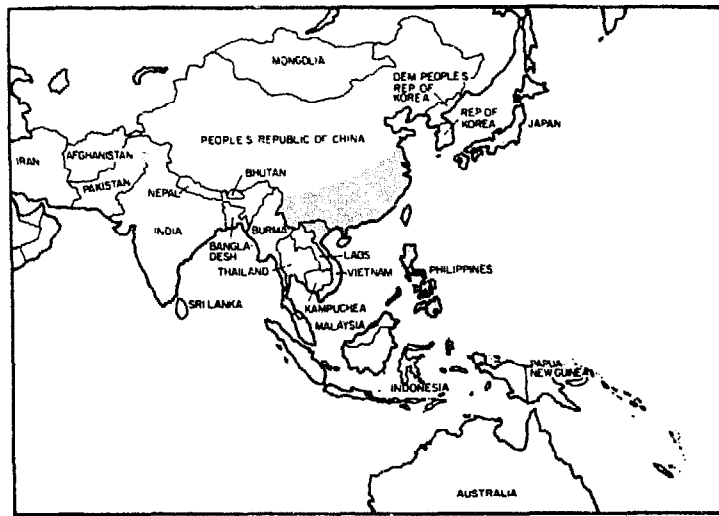 MONGOLIA
DEM PEOPLE'S
REP OF
KOREA
REP OF
KOREA
JAPAN
PEOPLE'S REPUBLIC OF CHINA
IRAN
AFGHANISTAN
PAKISTAN
NEPAL
BHUTAN
INDIA
BANGLA-
DESH
BURMA
LAOS
THAILAND
VIETNAM
PHILIPPINES
KAMPUCHEA
SRI LANKA
MALAYSIA
PAPUA
NEW GUINEA
INDONESIA
AUSTRALIA